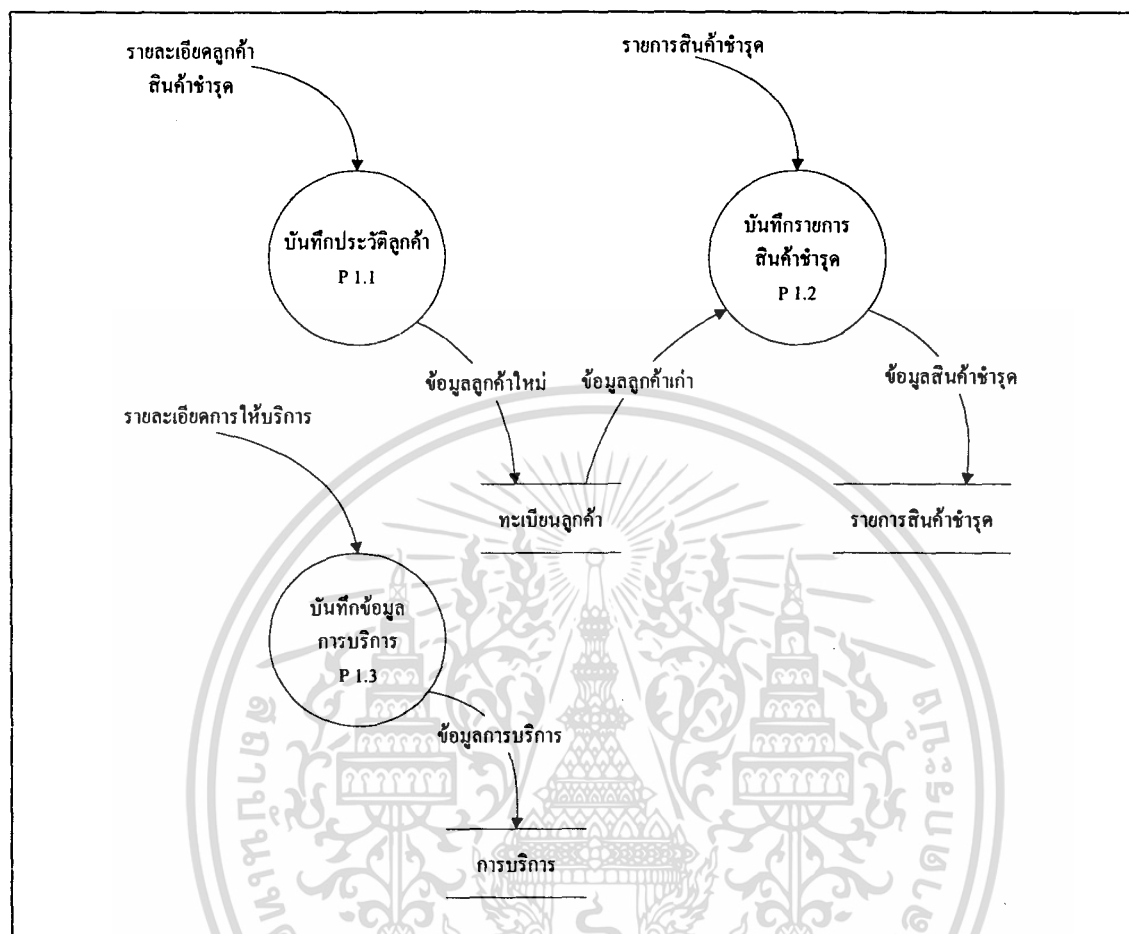 รายละเอียดลูกค้า
สินค้าชำรุด
รายการสินค้าชำรุด
บันทึกประวัติลูกค้า
P 1.1
บันทึกรายการ
สินค้าชำรุด
P 1.2
ข้อมูลลูกค้าใหม่
ข้อมูลลูกค้าเก่า
ข้อมูลสินค้าชำรุด
รายละเอียดการให้บริการ
ทะเบียนลูกค้า
รายการสินค้าชำรุด
บันทึกข้อมูล
การบริการ
P 1.3
ข้อมูลการบริการ
การบริการ